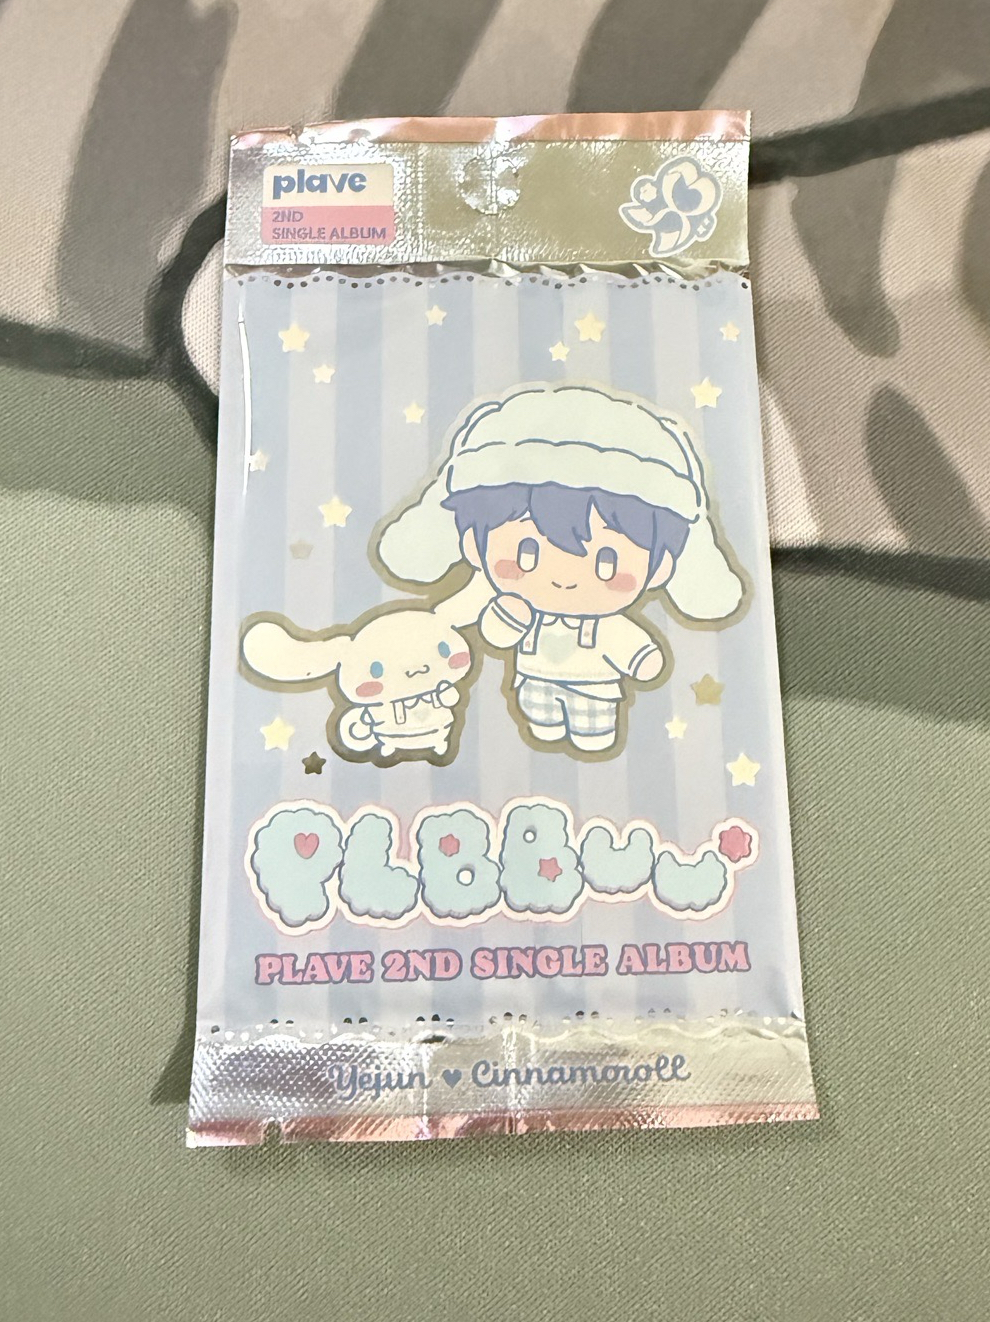 plave
2ND
SINGLE ALBUM
PLBBUU
PLAVE 2ND SINGLE ALBUM
Yejun ♥ Cinnamoroll